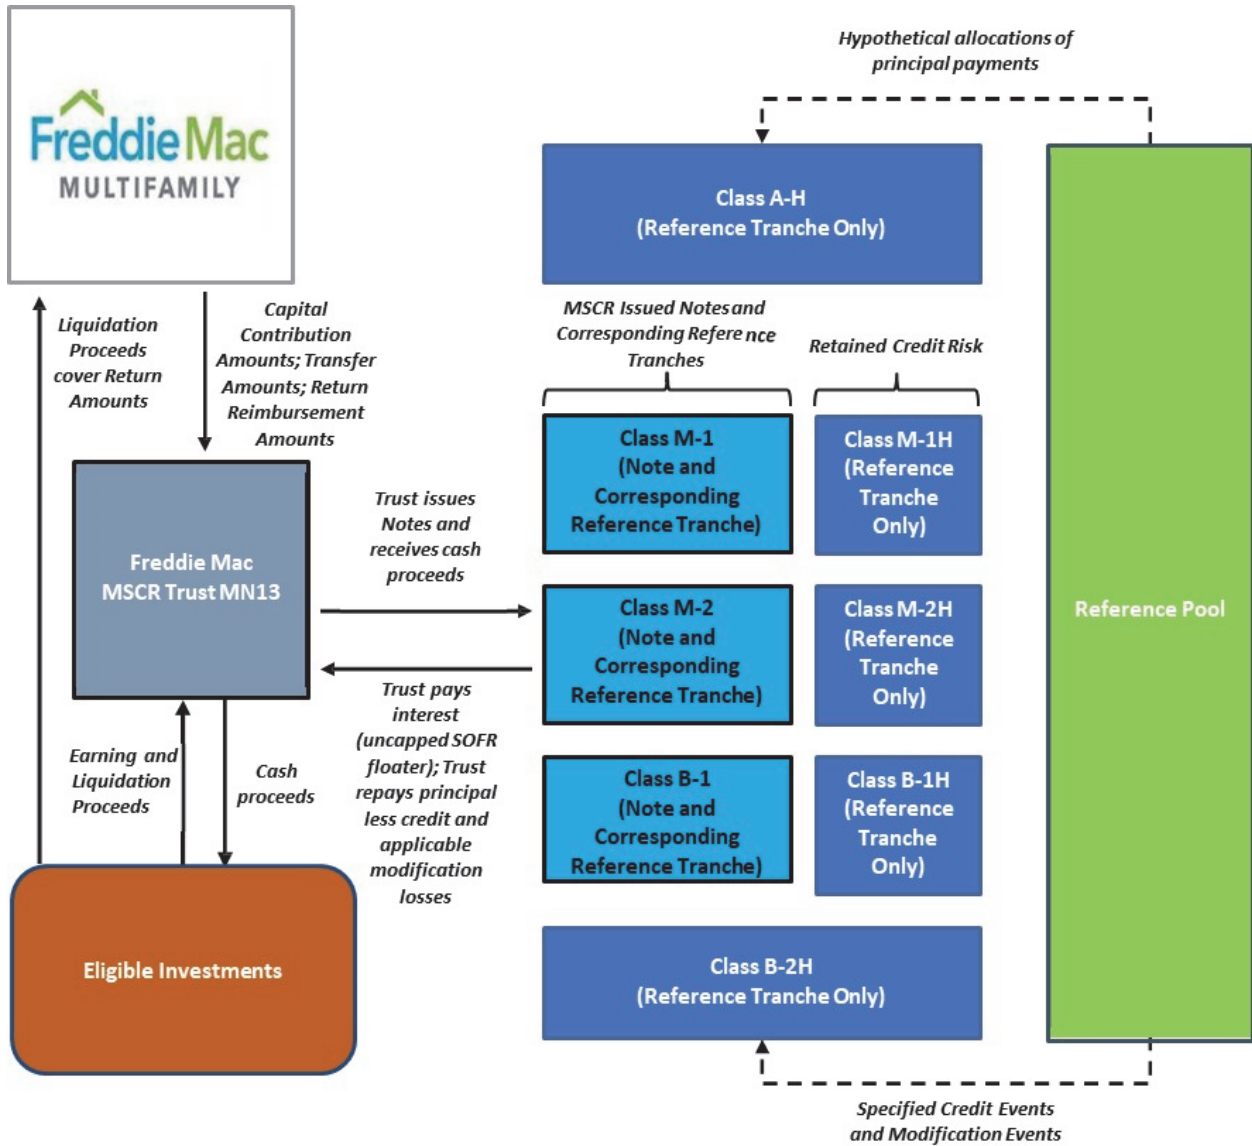 Freddie Mac
MULTIFAMILY
Hypothetical allocations of
principal payments
Class A-H
(Reference Tranche Only)
Liquidation
Proceeds
cover Return
Amounts
Capital
Contribution
Amounts; Transfer
Amounts; Return
Reimbursement
Amounts
MSCR Issued Notes and
Corresponding Refere nce
Tranches
Retained Credit Risk
Class M-1
(Note and
Corresponding
Reference Tranche)
Class M-1H
(Reference
Tranche
Only)
Freddie Mac
MSCR Trust MN13
Trust issues
Notes and
receives cash
proceeds
Class M-2
(Note and
Corresponding
Reference Tranche)
Class M-2H
(Reference
Tranche
Only)
Reference Pool
Trust pays
interest
(uncapped SOFR
floater); Trust
repays principal
less credit and
applicable
modification
losses
Earning and
Liquidation
Proceeds
Cash
proceeds
Class B-1
(Note and
Corresponding
Reference Tranche)
Class B-1H
(Reference
Tranche
Only)
Eligible Investments
Class B-2H
(Reference Tranche Only)
Specified Credit Events
and Modification Events